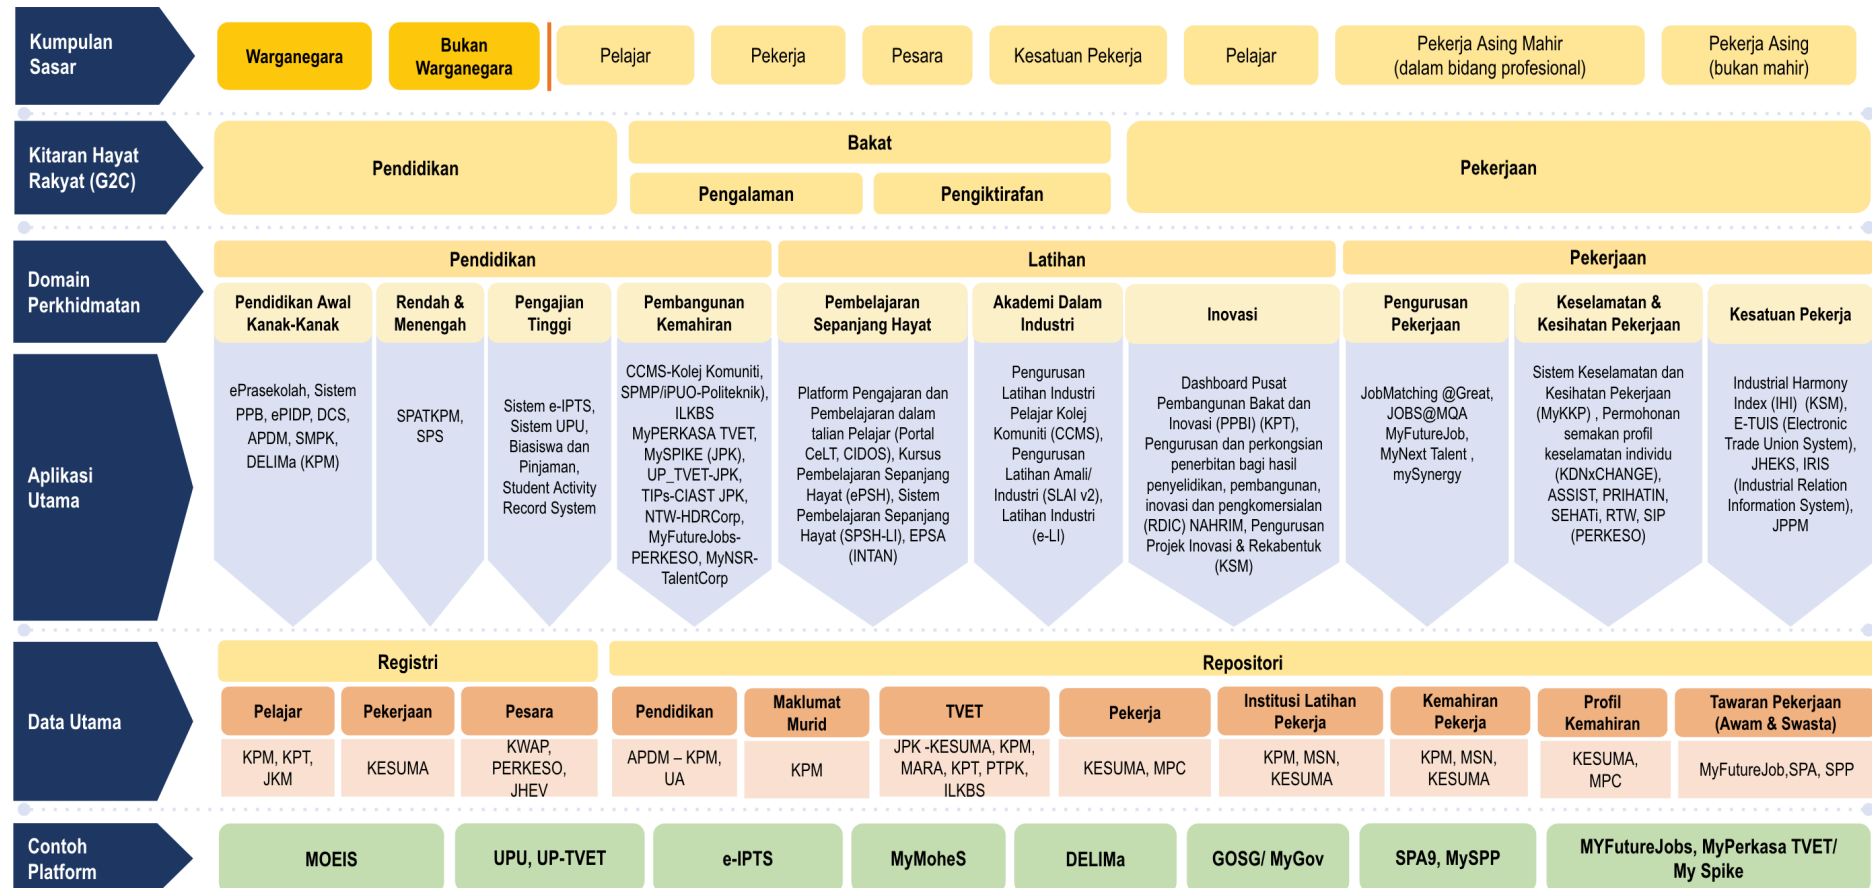 Kumpulan
Sasar
Warganegara
Bukan
Warganegara
Pelajar
Pekerja
Pesara
Kesatuan Pekerja
Pelajar
Pekerja Asing Mahir
(dalam bidang profesional)
Pekerja Asing
(bukan mahir)
Kitaran Hayat
Rakyat (G2C)
Pendidikan
Bakat
Pengalaman
Pengiktirafan
Pekerjaan
Domain
Perkhidmatan
Pendidikan
Latihan
Pekerjaan
Pendidikan Awal
Kanak-Kanak
Rendah &
Menengah
Pengajian
Tinggi
Pembangunan
Kemahiran
Pembelajaran
Sepanjang Hayat
Akademi Dalam
Industri
Inovasi
Pengurusan
Pekerjaan
Keselamatan &
Kesihatan Pekerjaan
Kesatuan Pekerja
Aplikasi
Utama
ePrasekolah, Sistem
PPB, ePIDP, DCS,
APDM, SMPK,
DELIMa (KPM)
SPATKPM,
SPS
Sistem e-IPTS,
Sistem UPU,
Biasiswa dan
Pinjaman,
Student Activity
Record System
CCMS-Kolej Komuniti,
SPMP/iPUO-Politeknik),
ILKBS
MyPERKASA TVET,
MySPIKE (JPK),
UP_TVET-JPK,
TIPs-CIAST JPK,
NTW-HDRCorp,
MyFutureJobs-
PERKESO, MyNSR-
TalentCorp
Platform Pengajaran dan
Pembelajaran dalam
talian Pelajar (Portal
CeLT, CIDOS), Kursus
Pembelajaran Sepanjang
Hayat (ePSH), Sistem
Pembelajaran Sepanjang
Hayat (SPSH-LI), EPSA
(INTAN)
Pengurusan
Latihan Industri
Pelajar Kolej
Komuniti (CCMS),
Pengurusan
Latihan Amali/
Industri (SLAI v2),
Latihan Industri
(e-LI)
Dashboard Pusat
Pembangunan Bakat dan
Inovasi (PPBI) (KPT),
Pengurusan dan perkongsian
penerbitan bagi hasil
penyelidikan, pembangunan,
inovasi dan pengkomersialan
(RDIC) NAHRIM, Pengurusan
Projek Inovasi & Rekabentuk
(KSM)
JobMatching @Great,
JOBS@MQA
MyFutureJob,
MyNext Talent ,
mySynergy
Sistem Keselamatan dan
Kesihatan Pekerjaan
(MyKKP) , Permohonan
semakan profil
keselamatan individu
(KDNxCHANGE),
ASSIST, PRIHATIN,
SEHATi, RTW, SIP
(PERKESO)
Industrial Harmony
Index (IHI) (KSM),
E-TUIS (Electronic
Trade Union System),
JHEKS, IRIS
(Industrial Relation
Information System),
JPPM
Data Utama
Registri
Repositori
Pelajar
Pekerjaan
Pesara
Pendidikan
Maklumat
Murid
TVET
Pekerja
Institusi Latihan
Pekerja
Kemahiran
Pekerja
Profil
Kemahiran
Tawaran Pekerjaan
(Awam & Swasta)
KPM, KPT,
JKM
KESUMA
KWAP,
PERKESO,
JHEV
APDM – KPM,
UA
KPM
JPK -KESUMA, KPM,
MARA, KPT, PTPK,
ILKBS
KESUMA, MPC
KPM, MSN,
KESUMA
KPM, MSN,
KESUMA
KESUMA,
MPC
MyFutureJob,SPA, SPP
Contoh
Platform
MOEIS
UPU, UP-TVET
e-IPTS
MyMoheS
DELIMa
GOSG/ MyGov
SPA9, MySPP
MYFutureJobs, MyPerkasa TVET/
My Spike